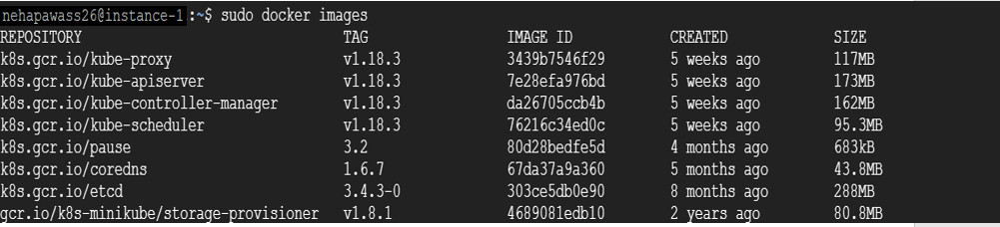 nehapawass26@instance-1:~$ sudo docker images
REPOSITORY TAG IMAGE ID CREATED SIZE
k8s.gcr.io/kube-proxy v1.18.3 3439b7546f29 5 weeks ago 117MB
k8s.gcr.io/kube-apiserver v1.18.3 7e28efa976bd 5 weeks ago 173MB
k8s.gcr.io/kube-controller-manager v1.18.3 da26705ccb4b 5 weeks ago 162MB
k8s.gcr.io/kube-scheduler v1.18.3 76216c34ed0c 5 weeks ago 95.3MB
k8s.gcr.io/pause 3.2 80d28bedfe5d 4 months ago 683kB
k8s.gcr.io/coredns 1.6.7 67da37a9a360 5 months ago 43.8MB
k8s.gcr.io/etcd 3.4.3-0 303ce5db0e90 8 months ago 288MB
gcr.io/k8s-minikube/storage-provisioner v1.8.1 4689081edb10 2 years ago 80.8MB